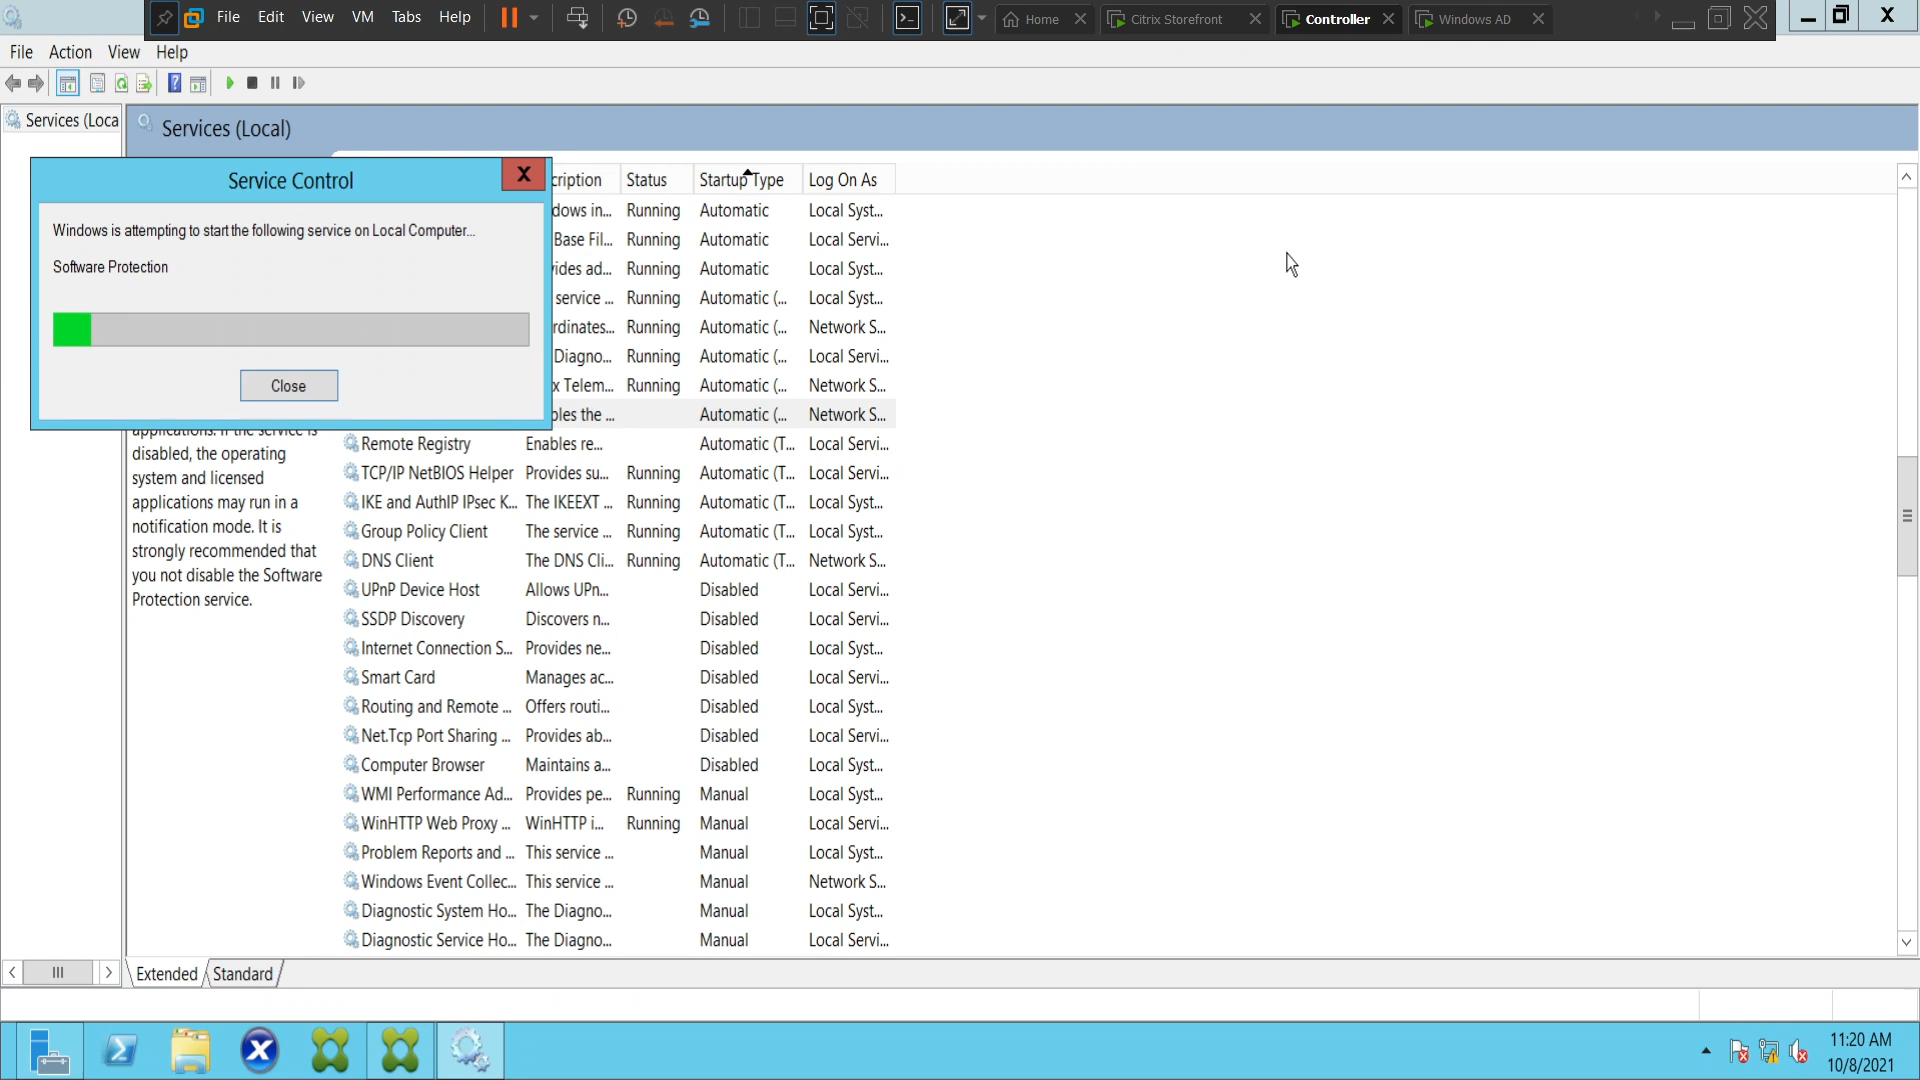 File Edit View VM Tabs Help Home Citrix Storefront Controller Windows AD X
File Action View Help
Services (Loca
Services (Local)
Service Control X
Windows is attempting to start the following service on Local Computer...
Software Protection
Close
cription Status Startup Type Log On As
dows in... Running Automatic Local Syst...
Base Fil... Running Automatic Local Servi...
vides ad... Running Automatic Local Syst...
service ... Running Automatic (... Local Syst...
rdinates... Running Automatic (... Network S...
Diagno... Running Automatic (... Local Servi...
x Telem... Running Automatic (... Network S...
bles the ... Automatic (... Network S...
applications. If the service is
disabled, the operating
system and licensed
applications may run in a
notification mode. It is
strongly recommended that
you not disable the Software
Protection service.
Remote Registry Enables re... Automatic (T... Local Servi...
TCP/IP NetBIOS Helper Provides su... Running Automatic (T... Local Servi...
IKE and AuthIP IPsec K... The IKEEXT ... Running Automatic (T... Local Syst...
Group Policy Client The service ... Running Automatic (T... Local Syst...
DNS Client The DNS Cli... Running Automatic (T... Network S...
UPnP Device Host Allows UPn... Disabled Local Servi...
SSDP Discovery Discovers n... Disabled Local Servi...
Internet Connection S... Provides ne... Disabled Local Syst...
Smart Card Manages ac... Disabled Local Servi...
Routing and Remote ... Offers routi... Disabled Local Syst...
Net.Tcp Port Sharing ... Provides ab... Disabled Local Servi...
Computer Browser Maintains a... Disabled Local Syst...
WMI Performance Ad... Provides pe... Running Manual Local Syst...
WinHTTP Web Proxy ... WinHTTP i... Running Manual Local Servi...
Problem Reports and ... This service ... Manual Local Syst...
Windows Event Collec... This service ... Manual Network S...
Diagnostic System Ho... The Diagno... Manual Local Syst...
Diagnostic Service Ho... The Diagno... Manual Local Servi...
Extended Standard
11:20 AM
10/8/2021